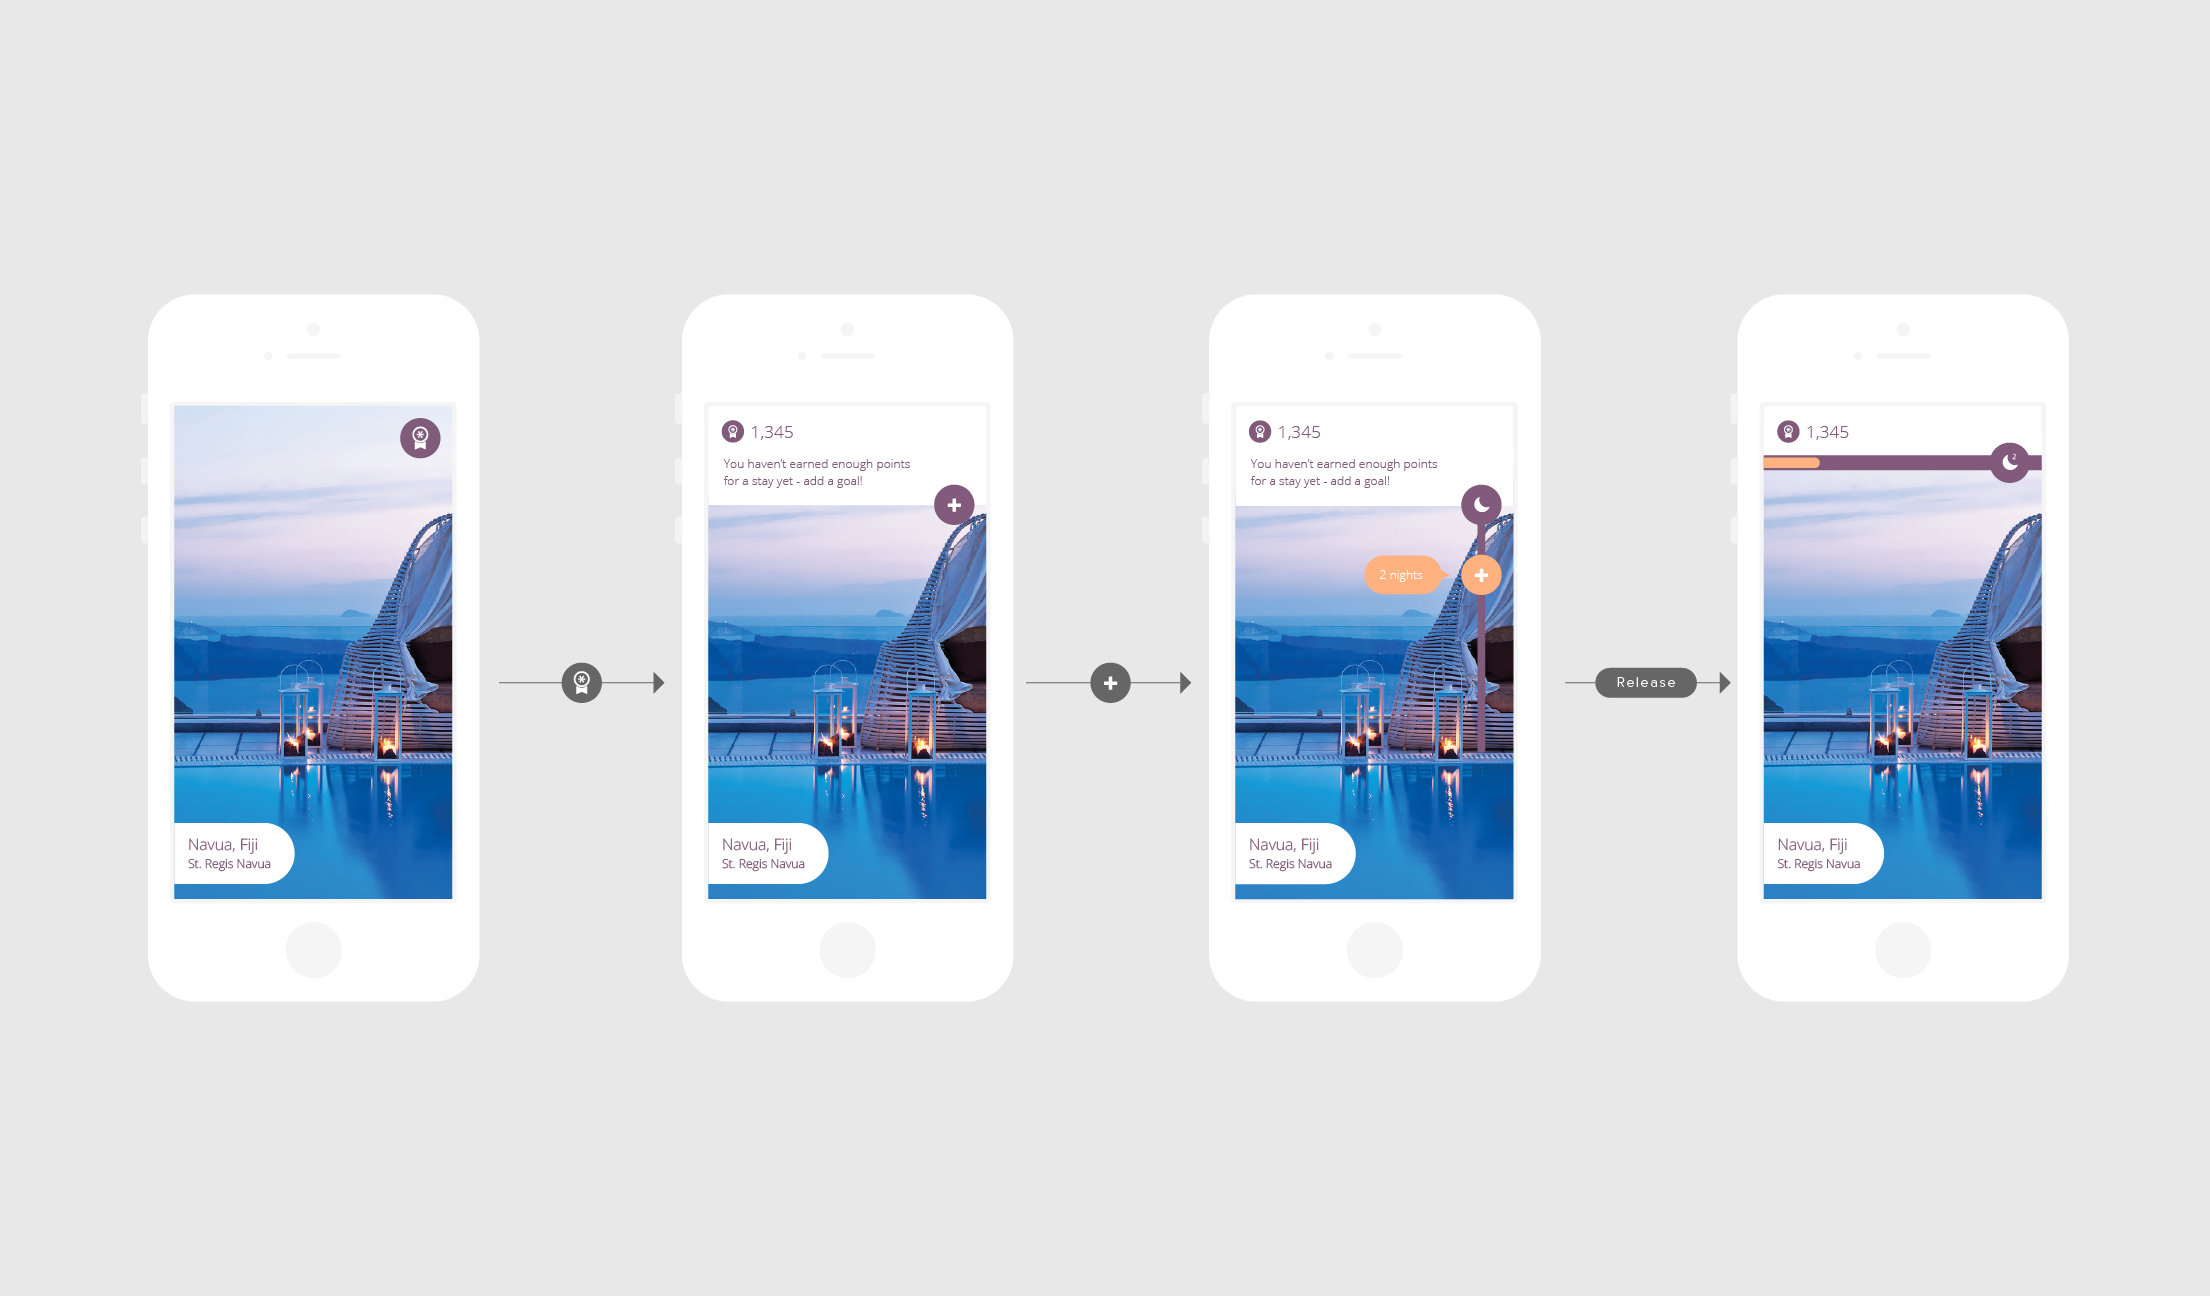 Navua, Fiji
St. Regis Navua
1,345
You haven't earned enough points
for a stay yet - add a goal!
Navua, Fiji
St. Regis Navua
1,345
You haven't earned enough points
for a stay yet - add a goal!
2 nights
Navua, Fiji
St. Regis Navua
Release
1,345
2
Navua, Fiji
St. Regis Navua